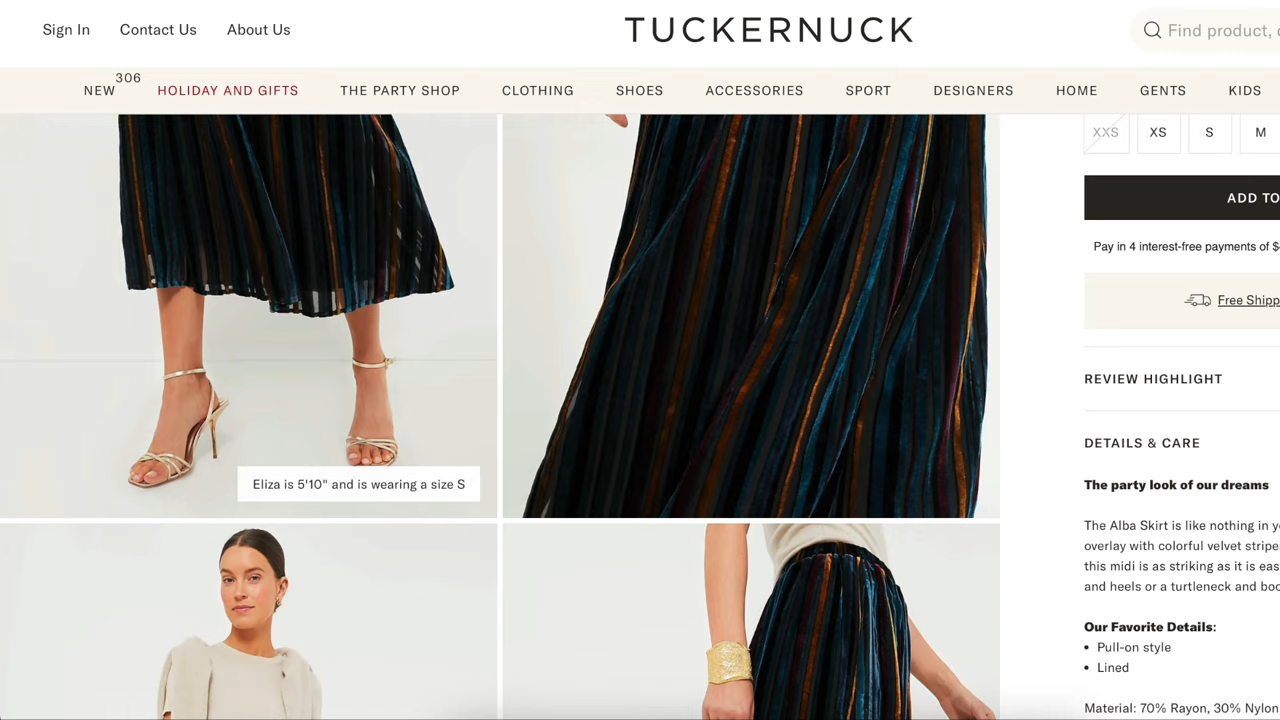 Sign In
Contact Us
About Us
TUCKERNUCK
Find product,
NEW 306
HOLIDAY AND GIFTS
THE PARTY SHOP
CLOTHING
SHOES
ACCESSORIES
SPORT
DESIGNERS
HOME
GENTS
KIDS
XXS
XS
S
M
ADD TO
Pay in 4 interest-free payments of $
Free Shipp
REVIEW HIGHLIGHT
DETAILS & CARE
Eliza is 5'10" and is wearing a size S
The party look of our dreams
The Alba Skirt is like nothing in
overlay with colorful velvet stripe
this midi is as striking as it is
and heels or a turtleneck and
Our Favorite Details:
• Pull-on style
• Lined
Material: 70% Rayon, 30% Nylon